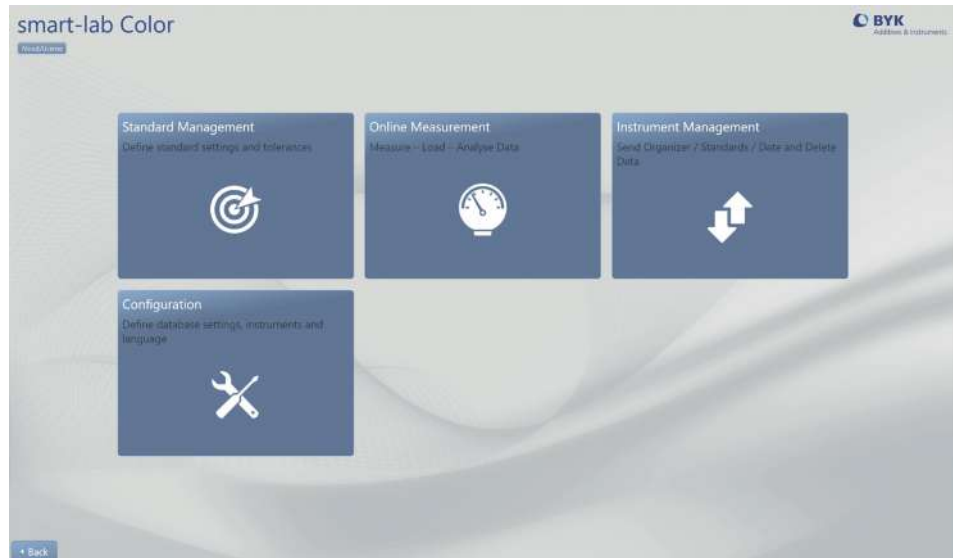 smart-lab Color
BYK
Additives & Instruments
Standard Management
Define standard settings and tolerances
Online Measurement
Measure - Load - Analyse Data
Instrument Management
Send Organizer / Standards / Date and Delete
Data
Configuration
Define database settings, instruments and
language
Back